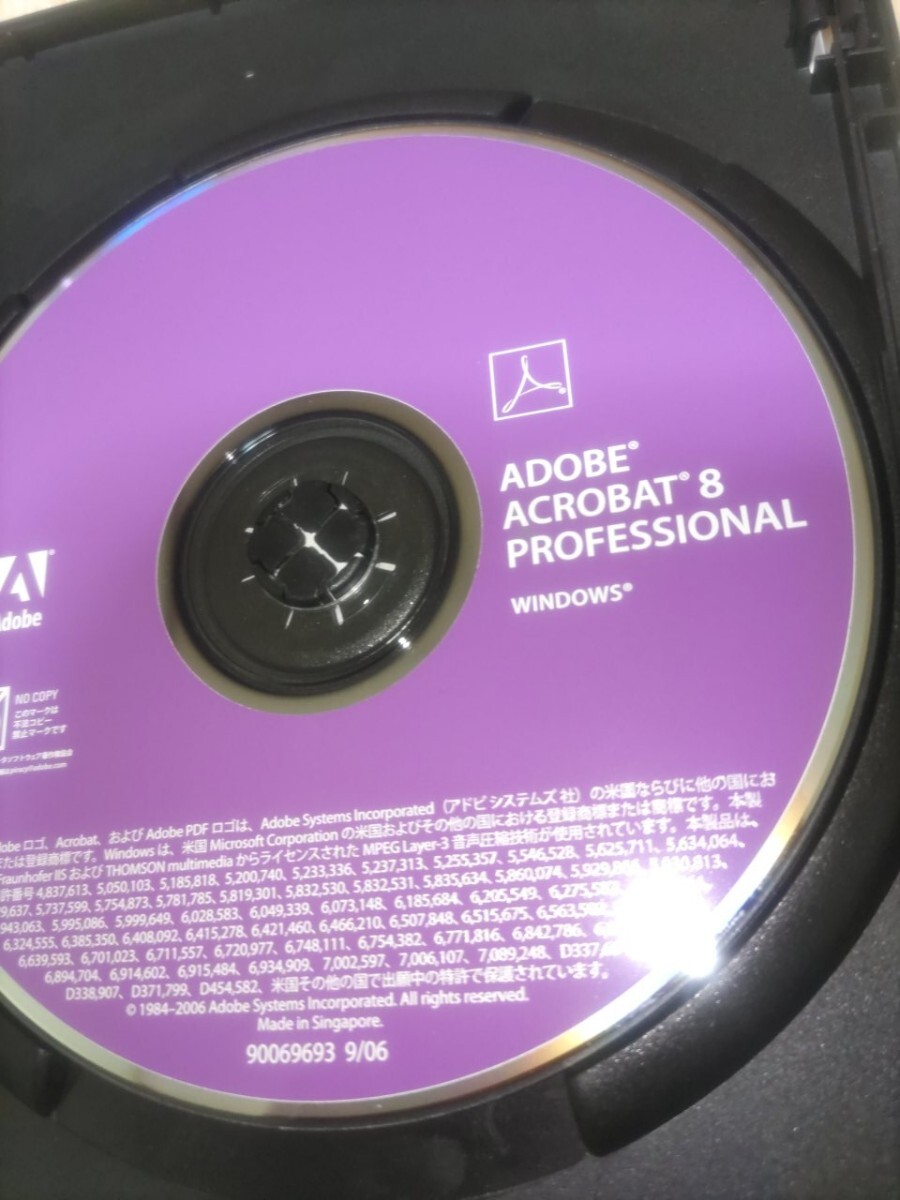 ADOBE®
ACROBAT® 8
PROFESSIONAL
WINDOWS®
Adobe
NO COPY
このマークは
不法コピー
禁止マークです
obe ロゴ、Acrobat、および Adobe PDF ロゴは、Adobe Systems Incorporated（アドビ システムズ 社）の米国ならびに他の国にお
または登録商標です。Windows は、米国 Microsoft Corporation の米国およびその他の国における登録商標または商標です。本製
Fraunhofer IIS および THOMSON multimedia からライセンスされた MPEG Layer-3 音声圧縮技術が使用されています。本製品は、
許番号 4,837,613、5,050,103、5,185,818、5,200,740、5,233,336、5,237,313、5,255,357、5,546,528、5,625,711、5,634,064、
9,637、5,737,599、5,754,873、5,781,785、5,819,301、5,832,530、5,832,531、5,835,634、5,860,074、
943,063、5,995,086、5,999,649、6,028,583、6,049,339、6,073,148、6,185,684、6,205,549、
6,324,555、6,385,350、6,408,092、6,415,278、6,421,460、6,466,210、6,507,848、6,515,675、
6,639,593、6,701,023、6,711,557、6,720,977、6,748,111、6,754,382、6,771,816、6,842,786、
6,894,704、6,914,602、6,915,484、6,934,909、7,002,597、7,006,107、7,089,248、
D338,907、D371,799、D454,582、米国その他の国で出願中の特許で保護されています。
© 1984–2006 Adobe Systems Incorporated. All rights reserved.
Made in Singapore.
90069693 9/06